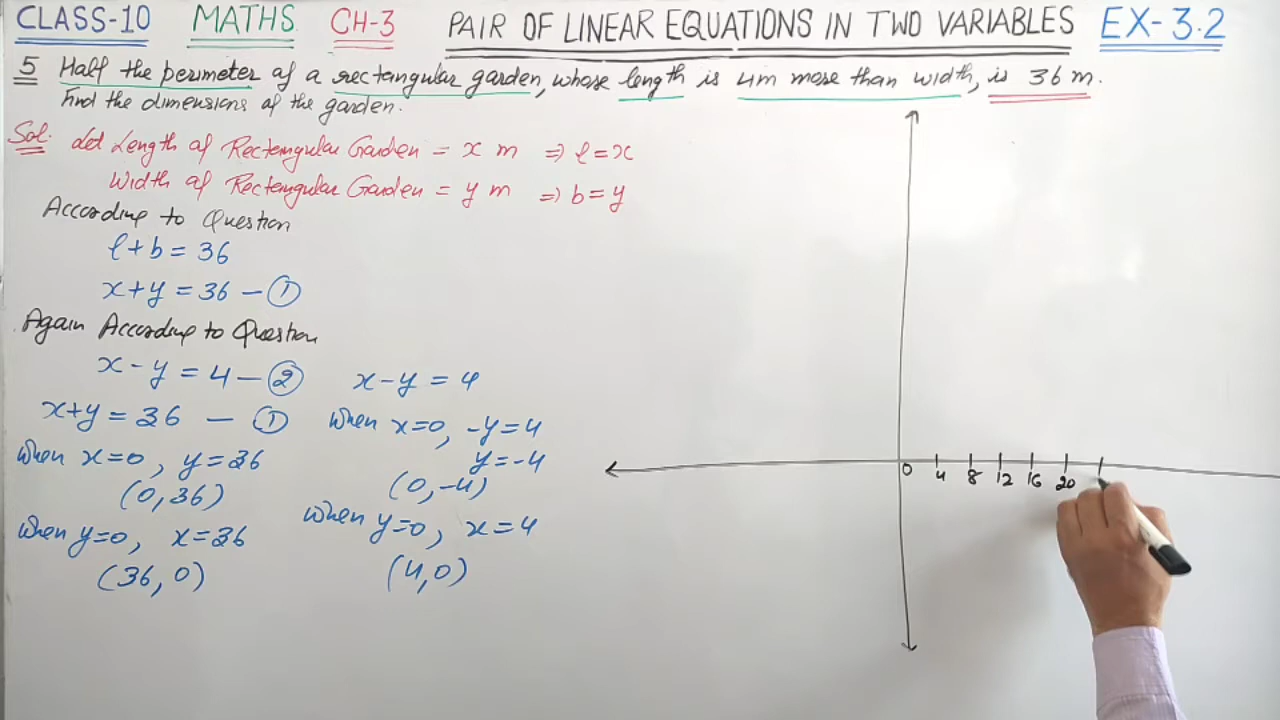 CLASS-10 MATHS CH-3 PAIR OF LINEAR EQUATIONS IN TWO VARIABLES EX-3.2
5 Half the perimeter of a rectangular garden, whose length is 4m more than width, is 36 m.
Find the dimensions of the garden.
Sol. Let Length of Rectangular Garden = x m ⇒ l = x
Width of Rectangular Garden = y m ⇒ b = y
According to Question
l + b = 36
x + y = 36 — ①
Again According to Question
x - y = 4 — ②
x + y = 36 — ①
when x=0, y=36
(0,36)
when y=0, x=36
(36,0)
x - y = 4
when x=0, -y=4
y=-4
(0,-4)
when y=0, x=4
(4,0)
0 4 8 12 16 20